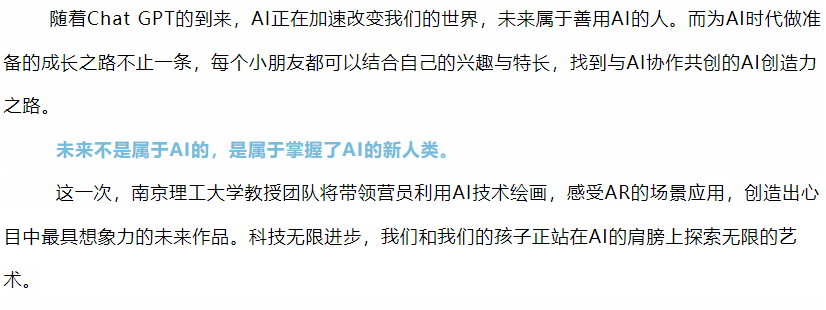 随着Chat GPT的到来，AI正在加速改变我们的世界，未来属于善用AI的人。而为AI时代做准
备的成长之路不止一条，每个小朋友都可以结合自己的兴趣与特长，找到与AI协作共创的AI创造力
之路。
未来不是属于AI的，是属于掌握了AI的新人类。
这一次，南京理工大学教授团队将带领营员利用AI技术绘画，感受AR的场景应用，创造出心
目中最具想象力的未来作品。科技无限进步，我们和我们的孩子正站在AI的肩膀上探索无限的艺
术。